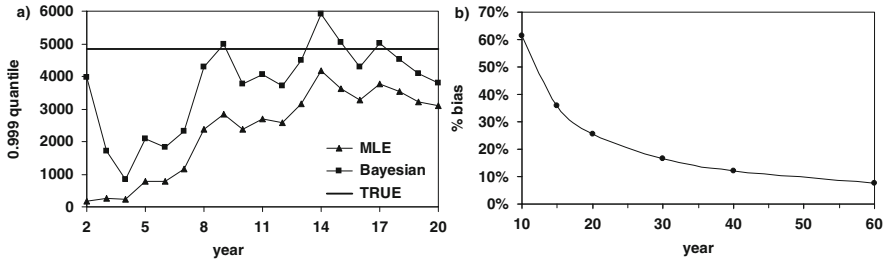 a)
6000
5000
4000
3000
2000
1000
0
0.999 quantile
MLE
Bayesian
TRUE
2 5 8 11 14 17 20
year
b)
70%
60%
50%
40%
30%
20%
10%
0%
% bias
10 20 30 40 50 60
year